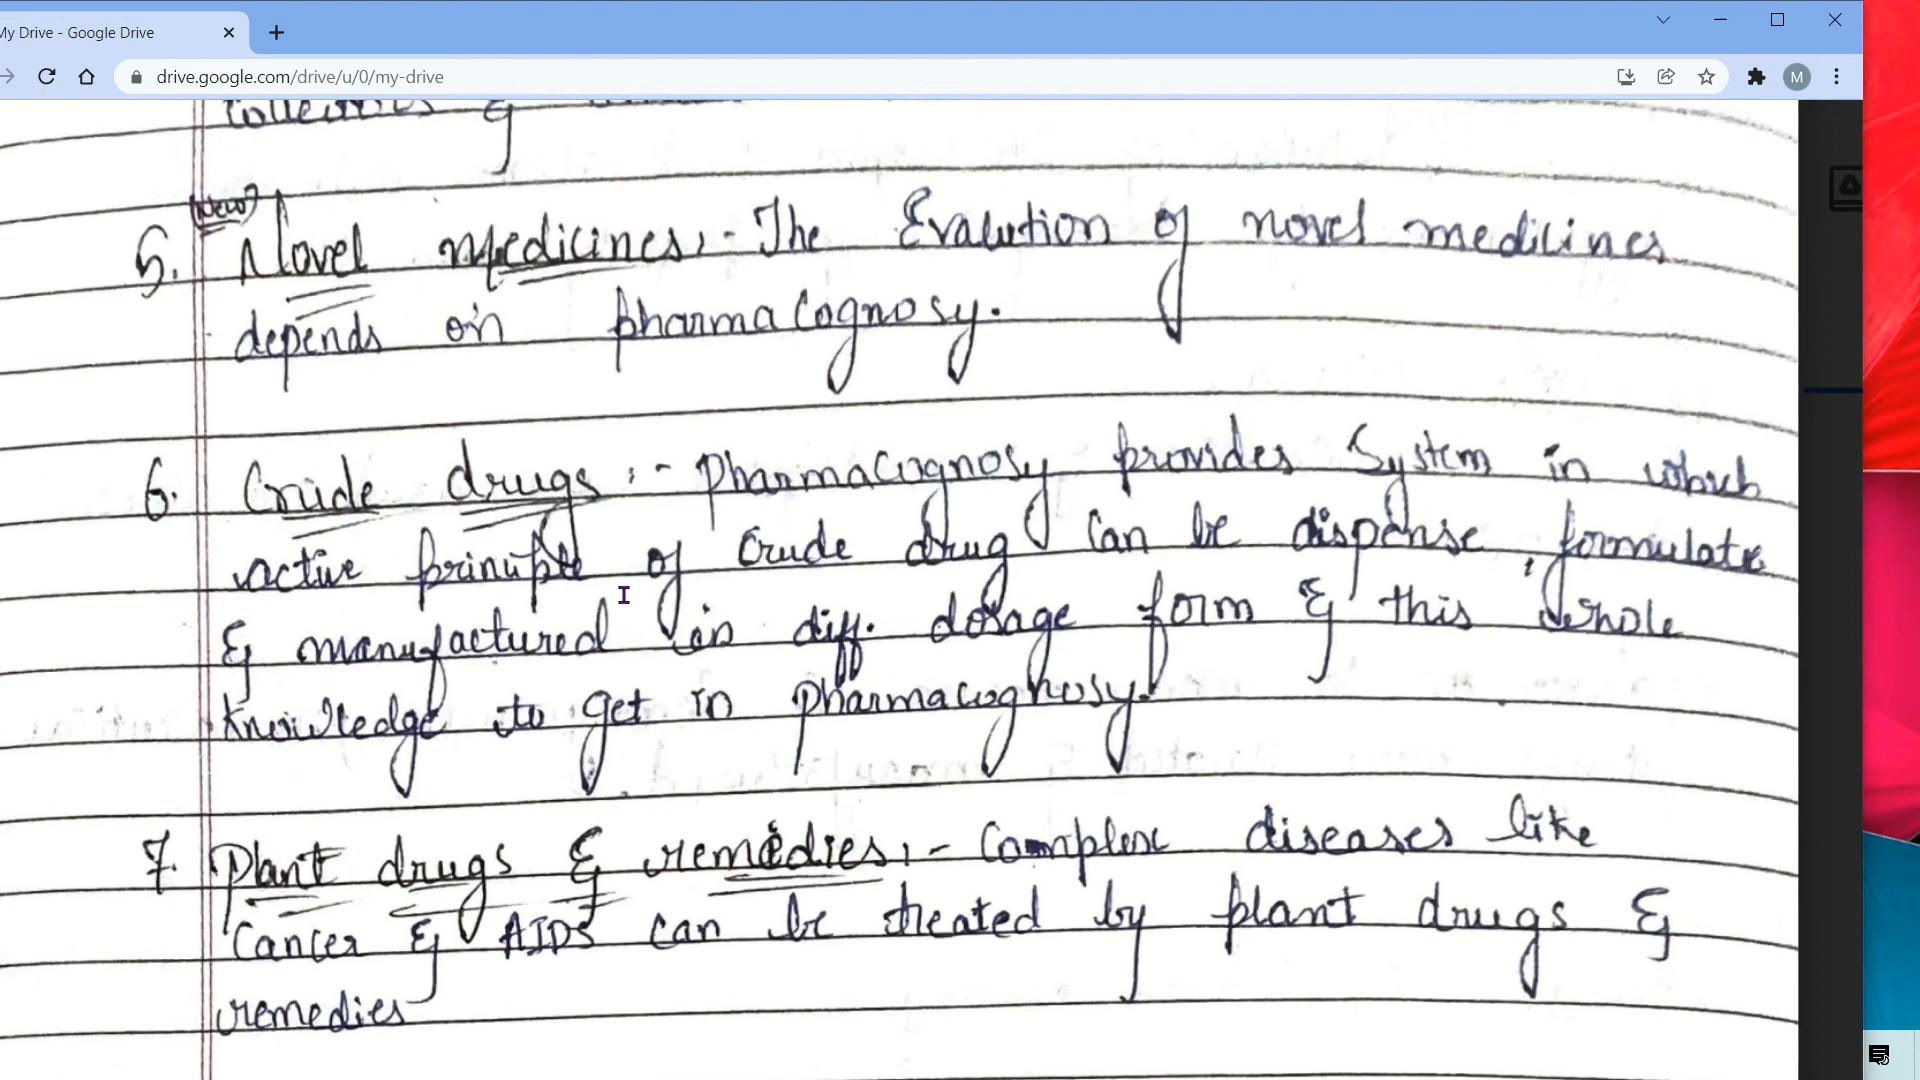 My Drive - Google Drive
drive.google.com/drive/u/0/my-drive
M
&
(New)
5. Novel medicines :- The Evalution of novel medicines
depends on pharmacognosy.
6. Crude drugs :- Pharmacognosy provides System in which
active principle of crude drug can be dispense, formulate
& manufactured in diff. dosage form & this whole
knowledge to get in pharmacognosy.
7. Plant drugs & remedies :- Complex diseases like
Cancer & AIDS can be treated by plant drugs &
remedies